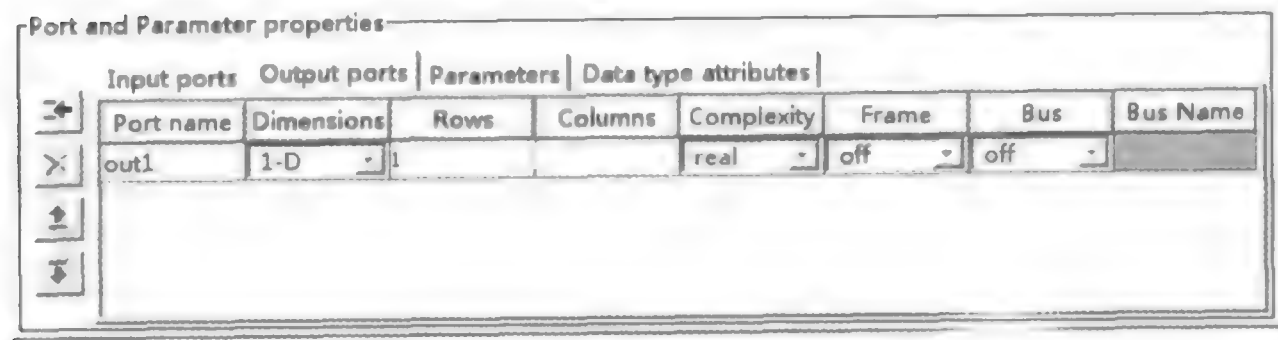 Port and Parameter properties
Input ports Output ports Parameters Data type attributes
Port name Dimensions Rows Columns Complexity Frame Bus Bus Name
out1 1-D 1 real off off